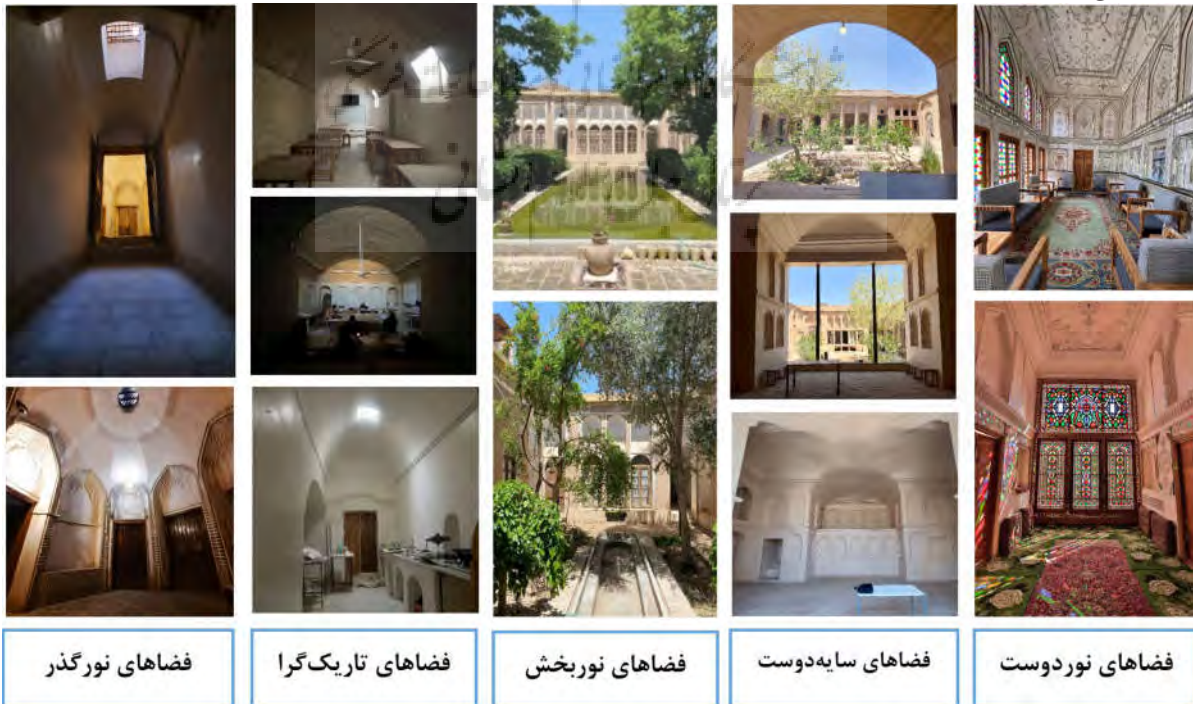 فضاهای نوردوست
فضاهای سایه‌دوست
فضاهای نوربخش
فضاهای تاریک‌گرا
فضاهای نورگذر